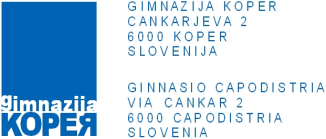 gimnazija
KOPER
GIMNAZIJA KOPER
CANKARJEVA 2
6000 KOPER
SLOVENIJA
GINNASIO CAPODISTRIA
VIA CANKAR 2
6000 CAPODISTRIA
SLOVENIA